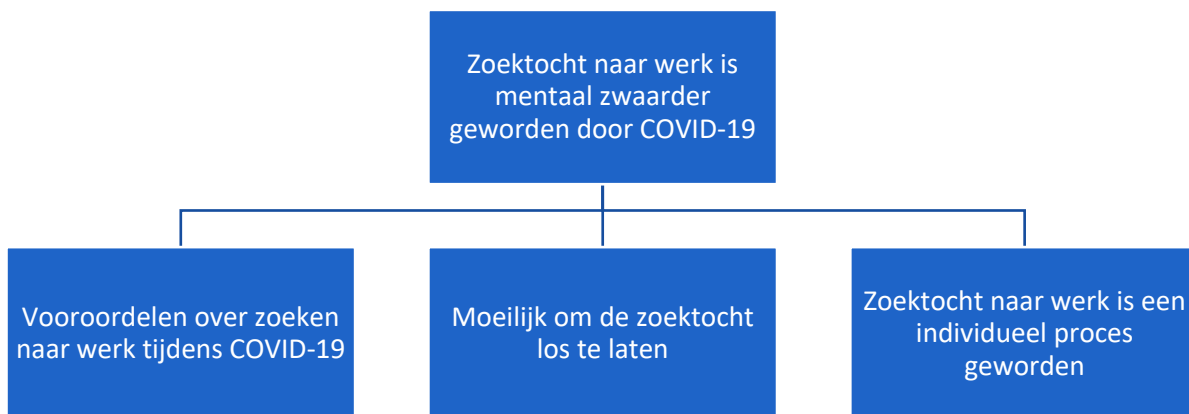 Zoektocht naar werk is
mentaal zwaarder
geworden door COVID-19
Vooroordelen over zoeken
naar werk tijdens COVID-19
Moeilijk om de zoektocht
los te laten
Zoektocht naar werk is een
individueel proces
geworden